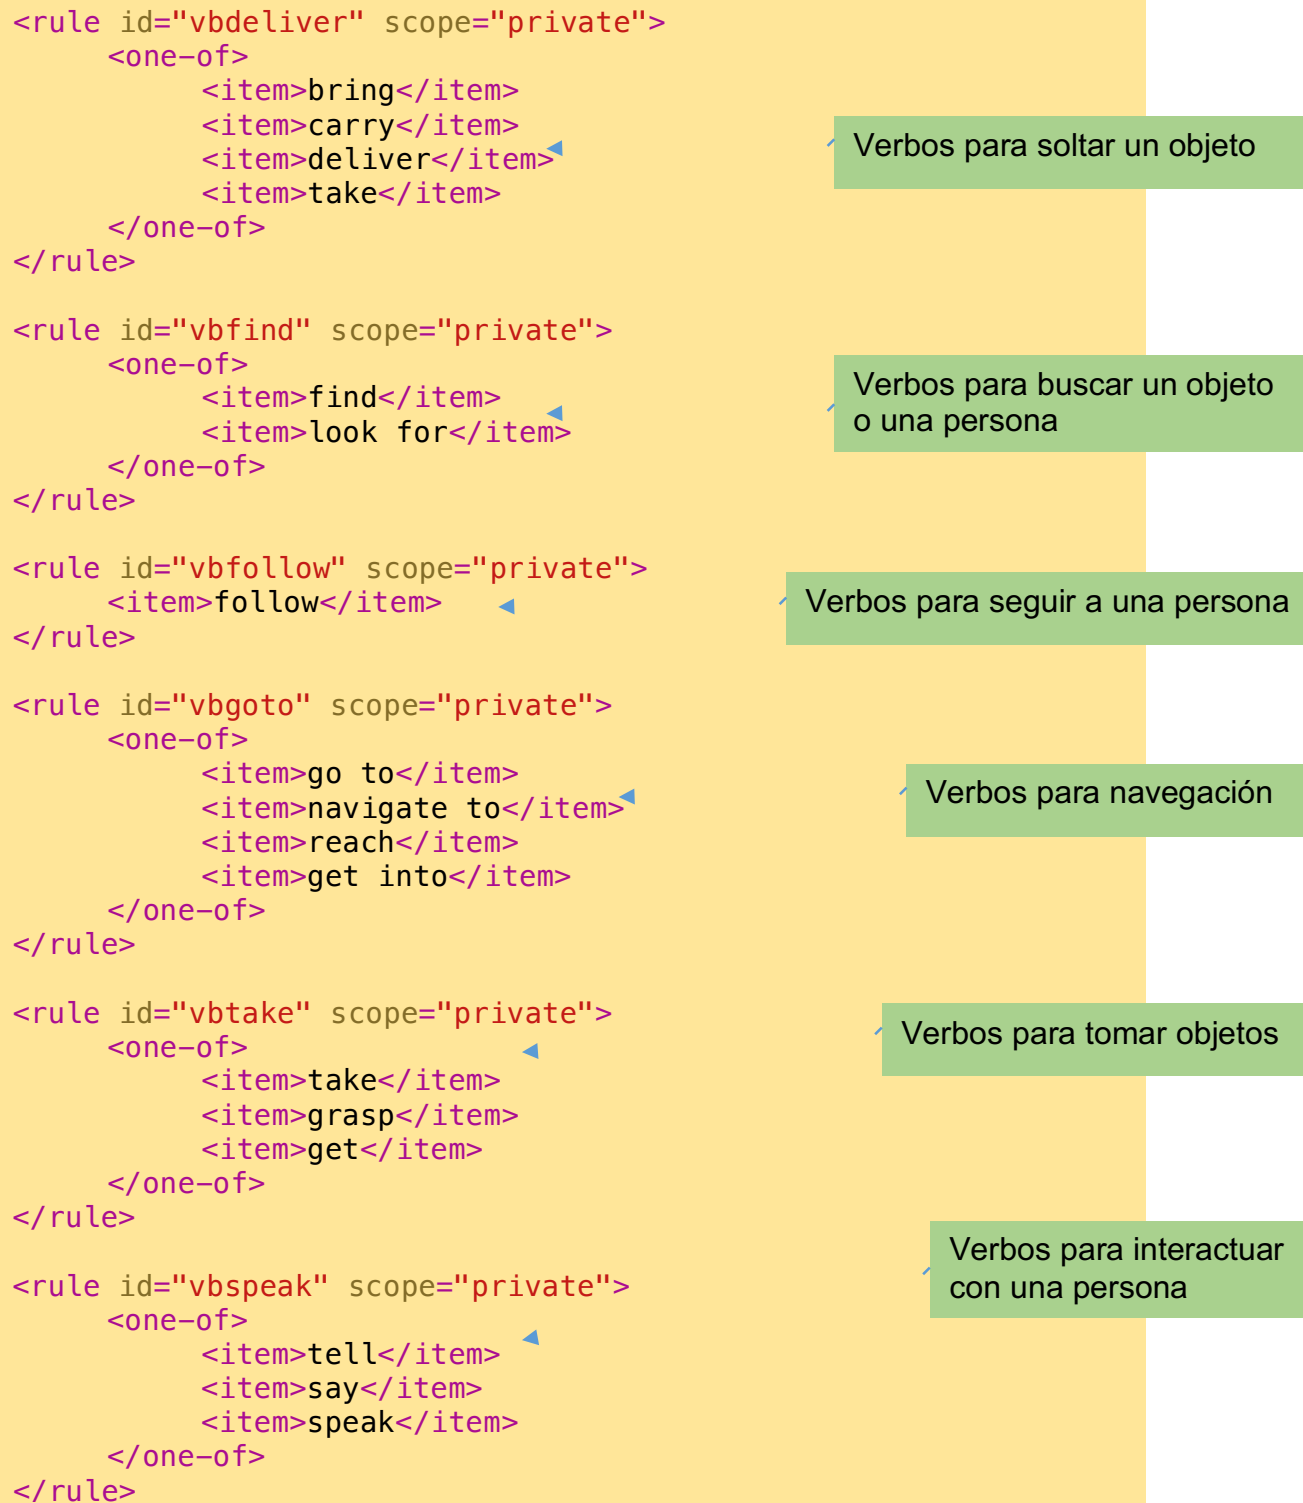 <rule id="vbdeliver" scope="private">
<one-of>
<item>bring</item>
<item>carry</item>
<item>deliver</item>
<item>take</item>
</one-of>
</rule>
Verbos para soltar un objeto
<rule id="vbfind" scope="private">
<one-of>
<item>find</item>
<item>look for</item>
</one-of>
</rule>
Verbos para buscar un objeto
o una persona
<rule id="vbfollow" scope="private">
<item>follow</item>
</rule>
Verbos para seguir a una persona
<rule id="vbgoto" scope="private">
<one-of>
<item>go to</item>
<item>navigate to</item>
<item>reach</item>
<item>get into</item>
</one-of>
</rule>
Verbos para navegación
<rule id="vbtake" scope="private">
<one-of>
<item>take</item>
<item>grasp</item>
<item>get</item>
</one-of>
</rule>
Verbos para tomar objetos
<rule id="vbspeak" scope="private">
<one-of>
<item>tell</item>
<item>say</item>
<item>speak</item>
</one-of>
</rule>
Verbos para interactuar
con una persona